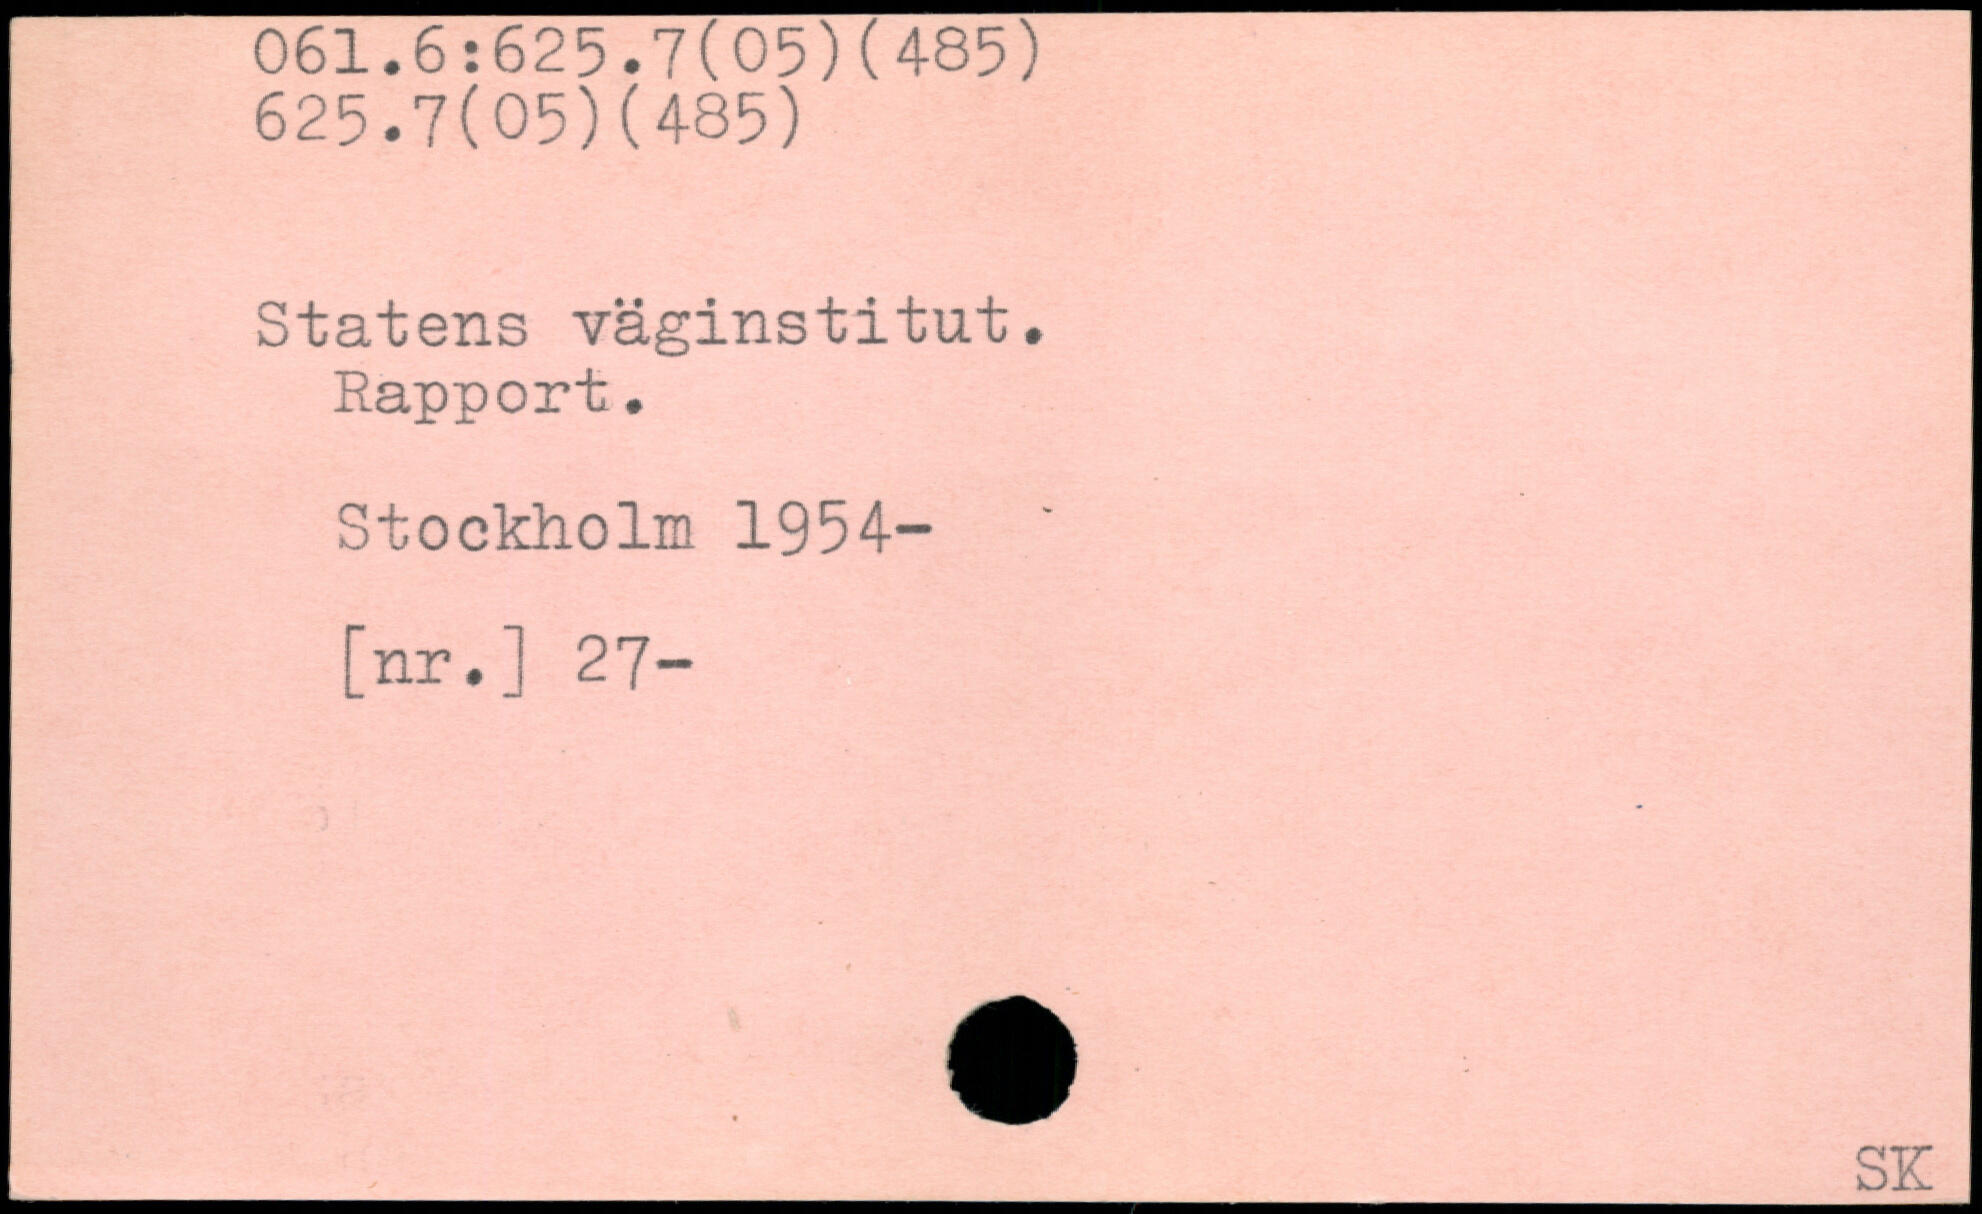 061.6:625.7(05)(485)
625.7(05)(485)
Statens väginstitut.
Rapport.
Stockholm 1954-
[nr.] 27-
SK